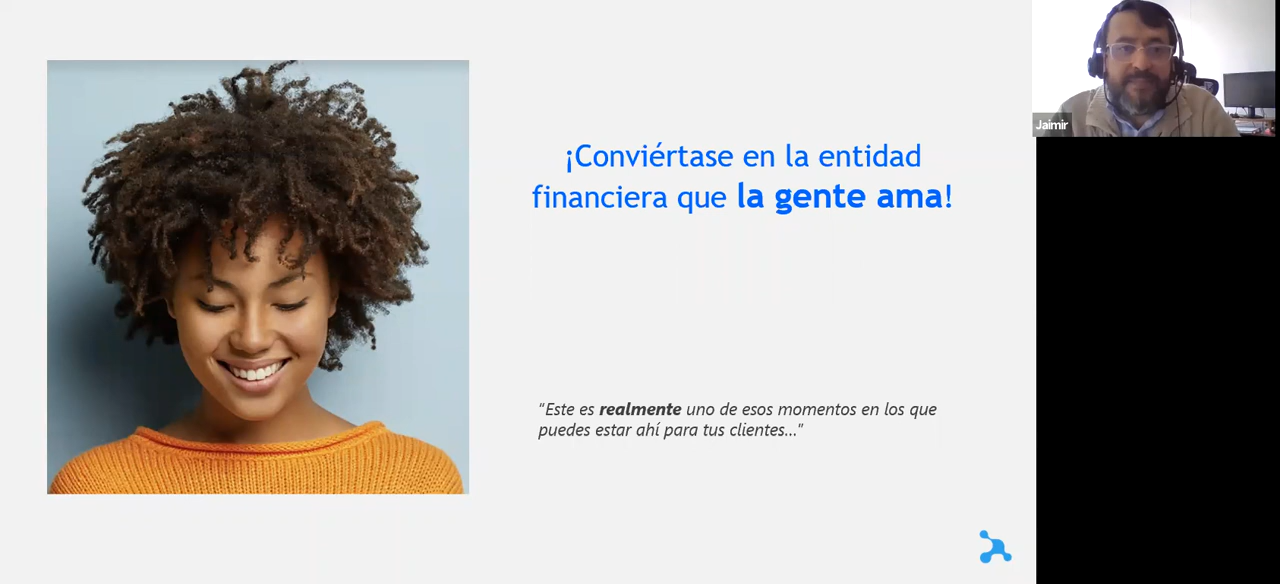 ¡Conviértase en la entidad
financiera que la gente ama!
"Este es realmente uno de esos momentos en los que
puedes estar ahí para tus clientes..."
Jaimir